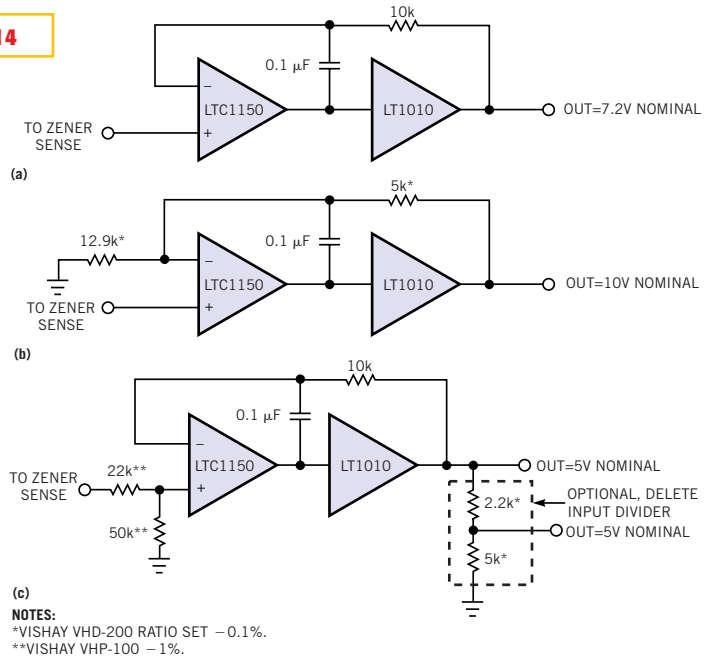 14
10k
0.1 µF
−
LTC1150
+
LT1010
OUT=7.2V NOMINAL
TO ZENER
SENSE
(a)
5k*
12.9k*
0.1 µF
−
LTC1150
+
LT1010
OUT=10V NOMINAL
TO ZENER
SENSE
(b)
10k
0.1 µF
−
LTC1150
+
LT1010
TO ZENER
SENSE
22k**
50k**
OUT=5V NOMINAL
2.2k*
OPTIONAL, DELETE
INPUT DIVIDER
OUT=5V NOMINAL
5k*
(c)
NOTES:
*VISHAY VHD-200 RATIO SET −0.1%.
**VISHAY VHP-100 −1%.